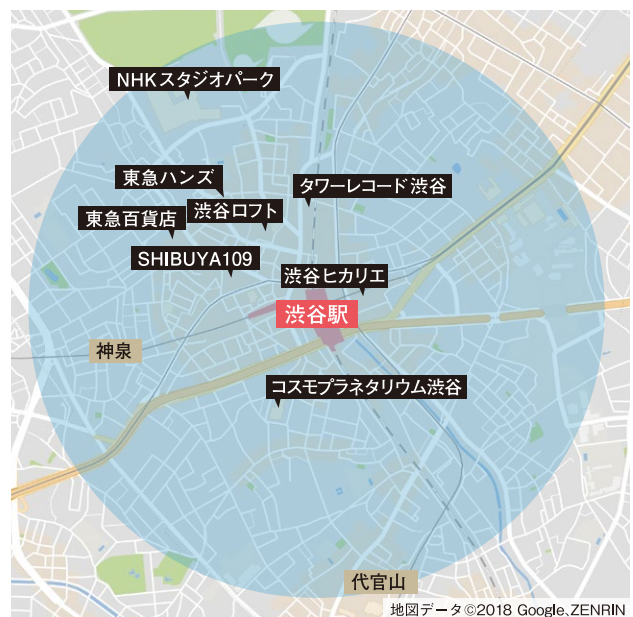 NHKスタジオパーク
東急ハンズ
タワーレコード渋谷
渋谷ロフト
東急百貨店
SHIBUYA109
渋谷ヒカリエ
渋谷駅
神泉
コスモプラネタリウム渋谷
代官山
地図データ©2018 Google、ZENRIN